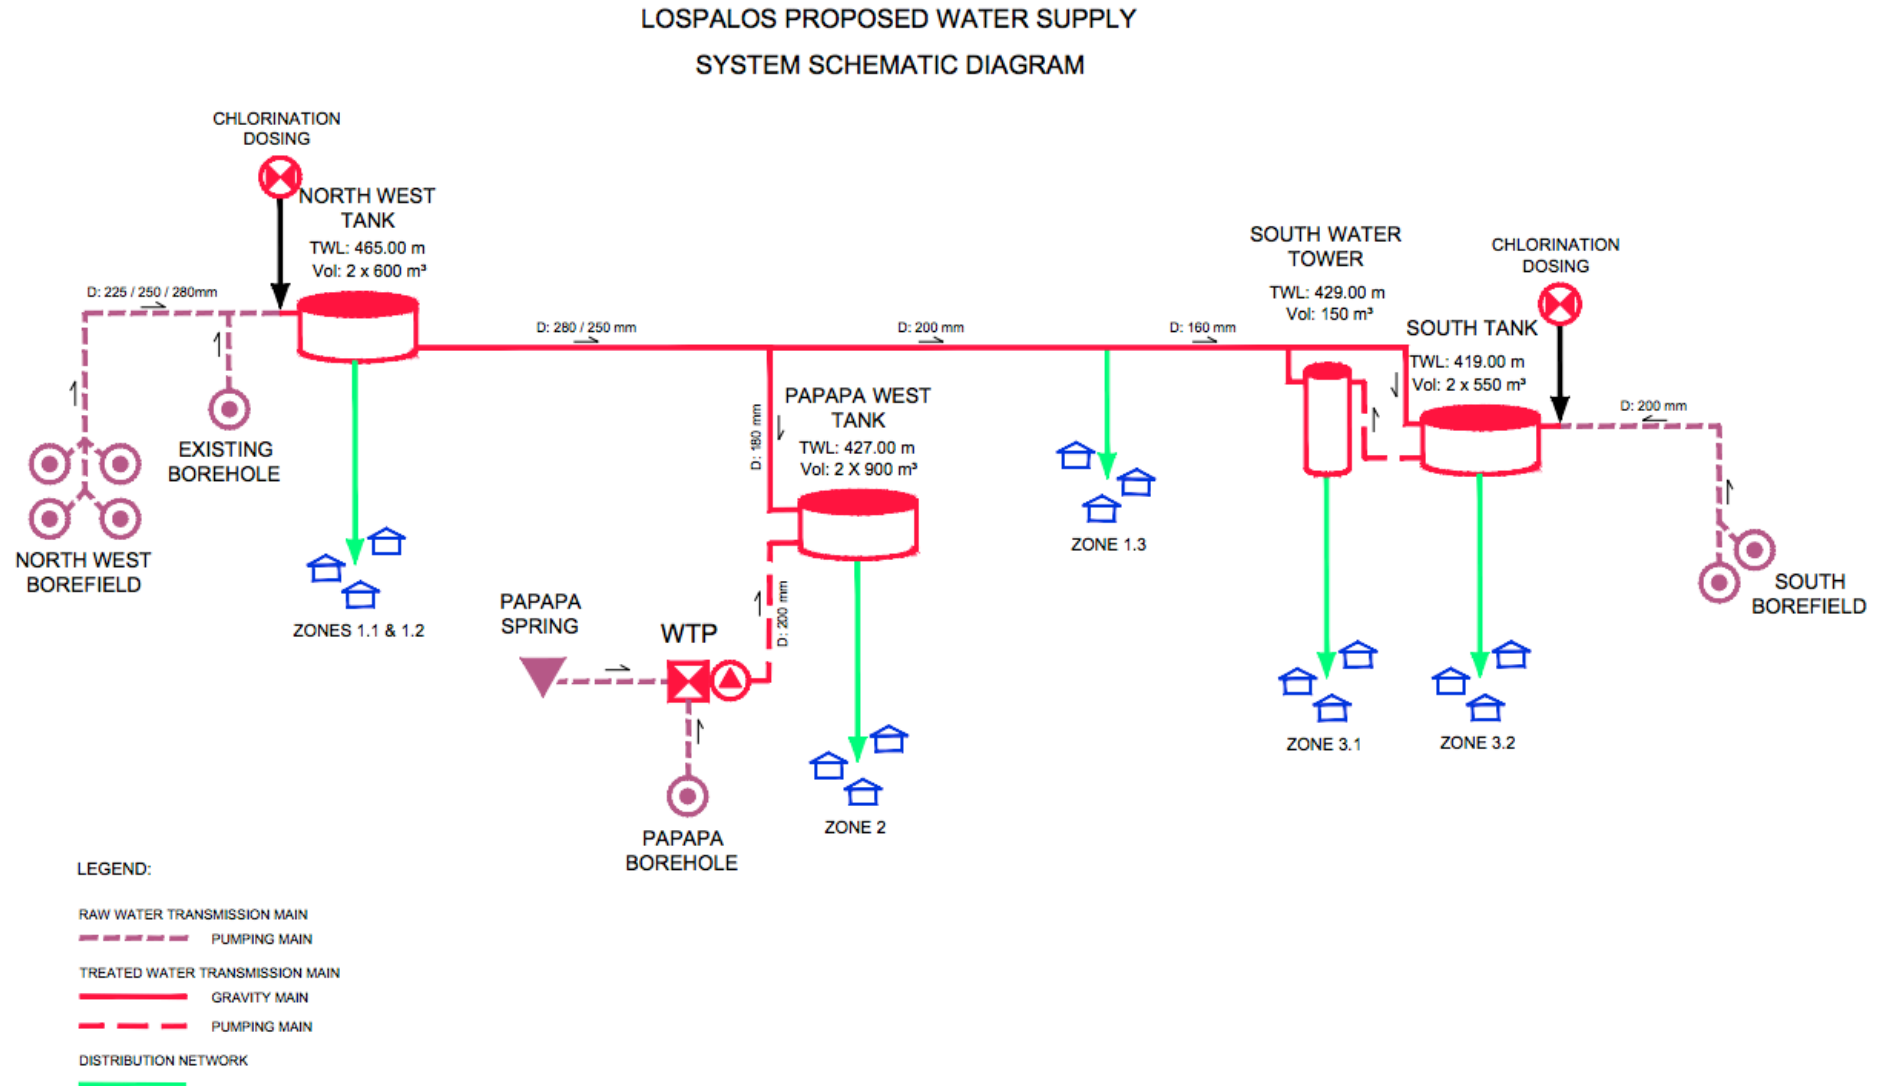 LOSPALOS PROPOSED WATER SUPPLY
SYSTEM SCHEMATIC DIAGRAM
CHLORINATION
DOSING
NORTH WEST
TANK
TWL: 465.00 m
Vol: 2 x 600 m³
D: 225 / 250 / 280mm
EXISTING
BOREHOLE
NORTH WEST
BOREFIELD
ZONES 1.1 & 1.2
D: 280 / 250 mm
D: 180 mm
PAPAPA WEST
TANK
TWL: 427.00 m
Vol: 2 X 900 m³
D: 200 mm
PAPAPA
SPRING
WTP
PAPAPA
BOREHOLE
ZONE 2
D: 200 mm
ZONE 1.3
D: 160 mm
SOUTH WATER
TOWER
TWL: 429.00 m
Vol: 150 m³
CHLORINATION
DOSING
SOUTH TANK
TWL: 419.00 m
Vol: 2 x 550 m³
D: 200 mm
SOUTH
BOREFIELD
ZONE 3.1
ZONE 3.2
LEGEND:
RAW WATER TRANSMISSION MAIN
PUMPING MAIN
TREATED WATER TRANSMISSION MAIN
GRAVITY MAIN
PUMPING MAIN
DISTRIBUTION NETWORK